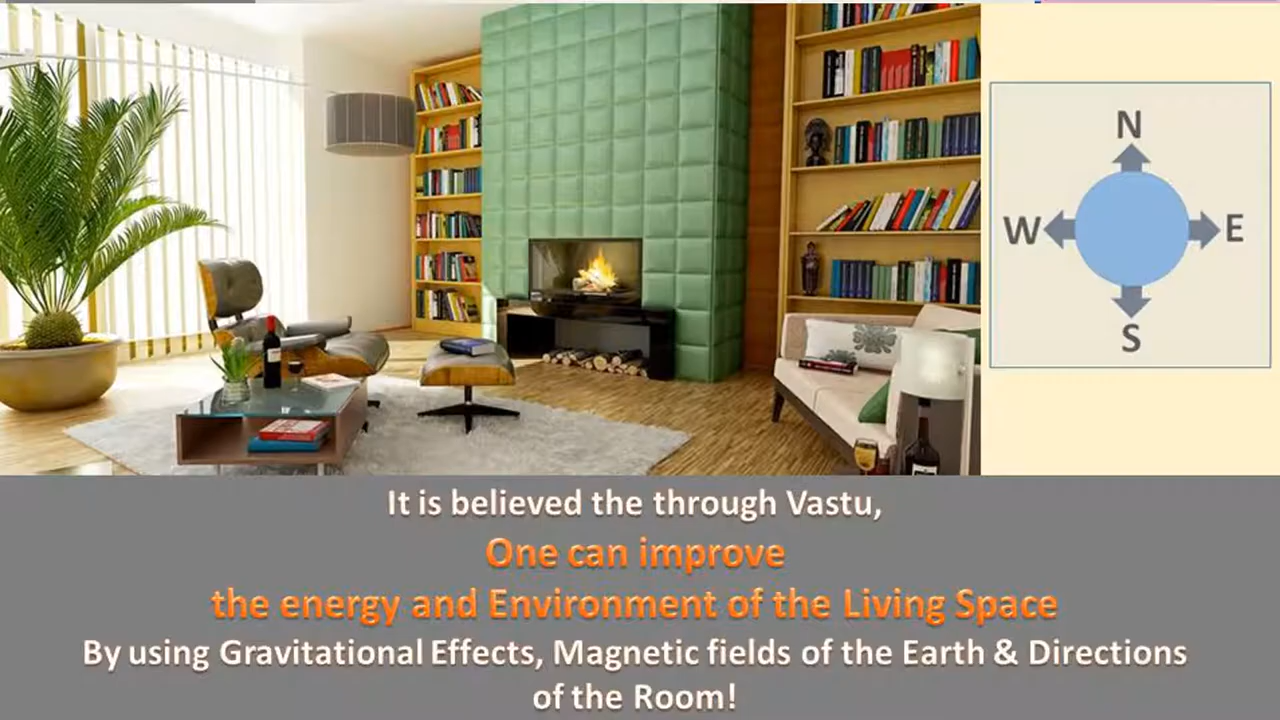 N
W E
S
It is believed the through Vastu,
One can improve
the energy and Environment of the Living Space
By using Gravitational Effects, Magnetic fields of the Earth & Directions
of the Room!